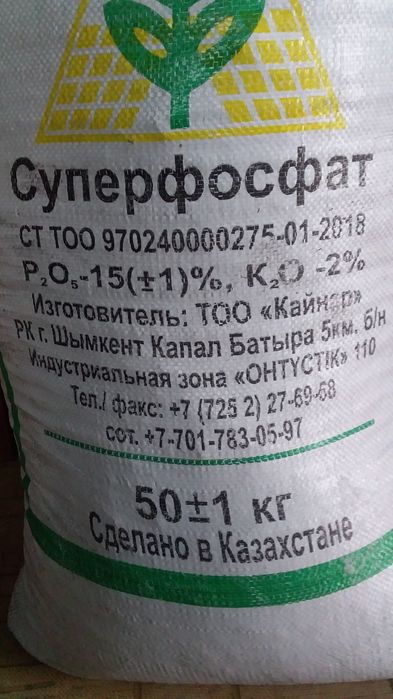 Суперфосфат
СТ ТОО 970240000275-01-2018
P₂O₅-15(±1)%, K₂O -2%
Изготовитель: ТОО «Кайнар»
РК г. Шымкент Капал Батыра 5км. б/н
Индустриальная зона «ОНТҮСТІК» 110
Тел./ факс: +7 (725 2) 27-69-68
сот. +7-701-783-05-97
50±1 кг
Сделано в Казахстане